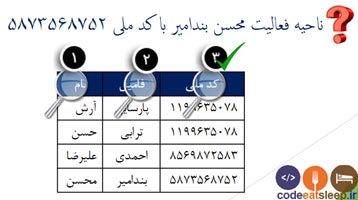 ناحیه فعالیت محسن بندامیر با کد ملی ۵۸۷۳۵۶۸۷۵۲
۱ ۲ ۳
نام فامیل کد ملی
آرش پارسا ۱۱۹۹۶۳۵۰۷۸
حسن ترابی ۱۱۹۹۶۳۵۰۷۸
علیرضا احمدی ۸۵۶۹۸۷۲۵۸۳
محسن بندامیر ۵۸۷۳۵۶۸۷۵۲
codeeatsleep.ir